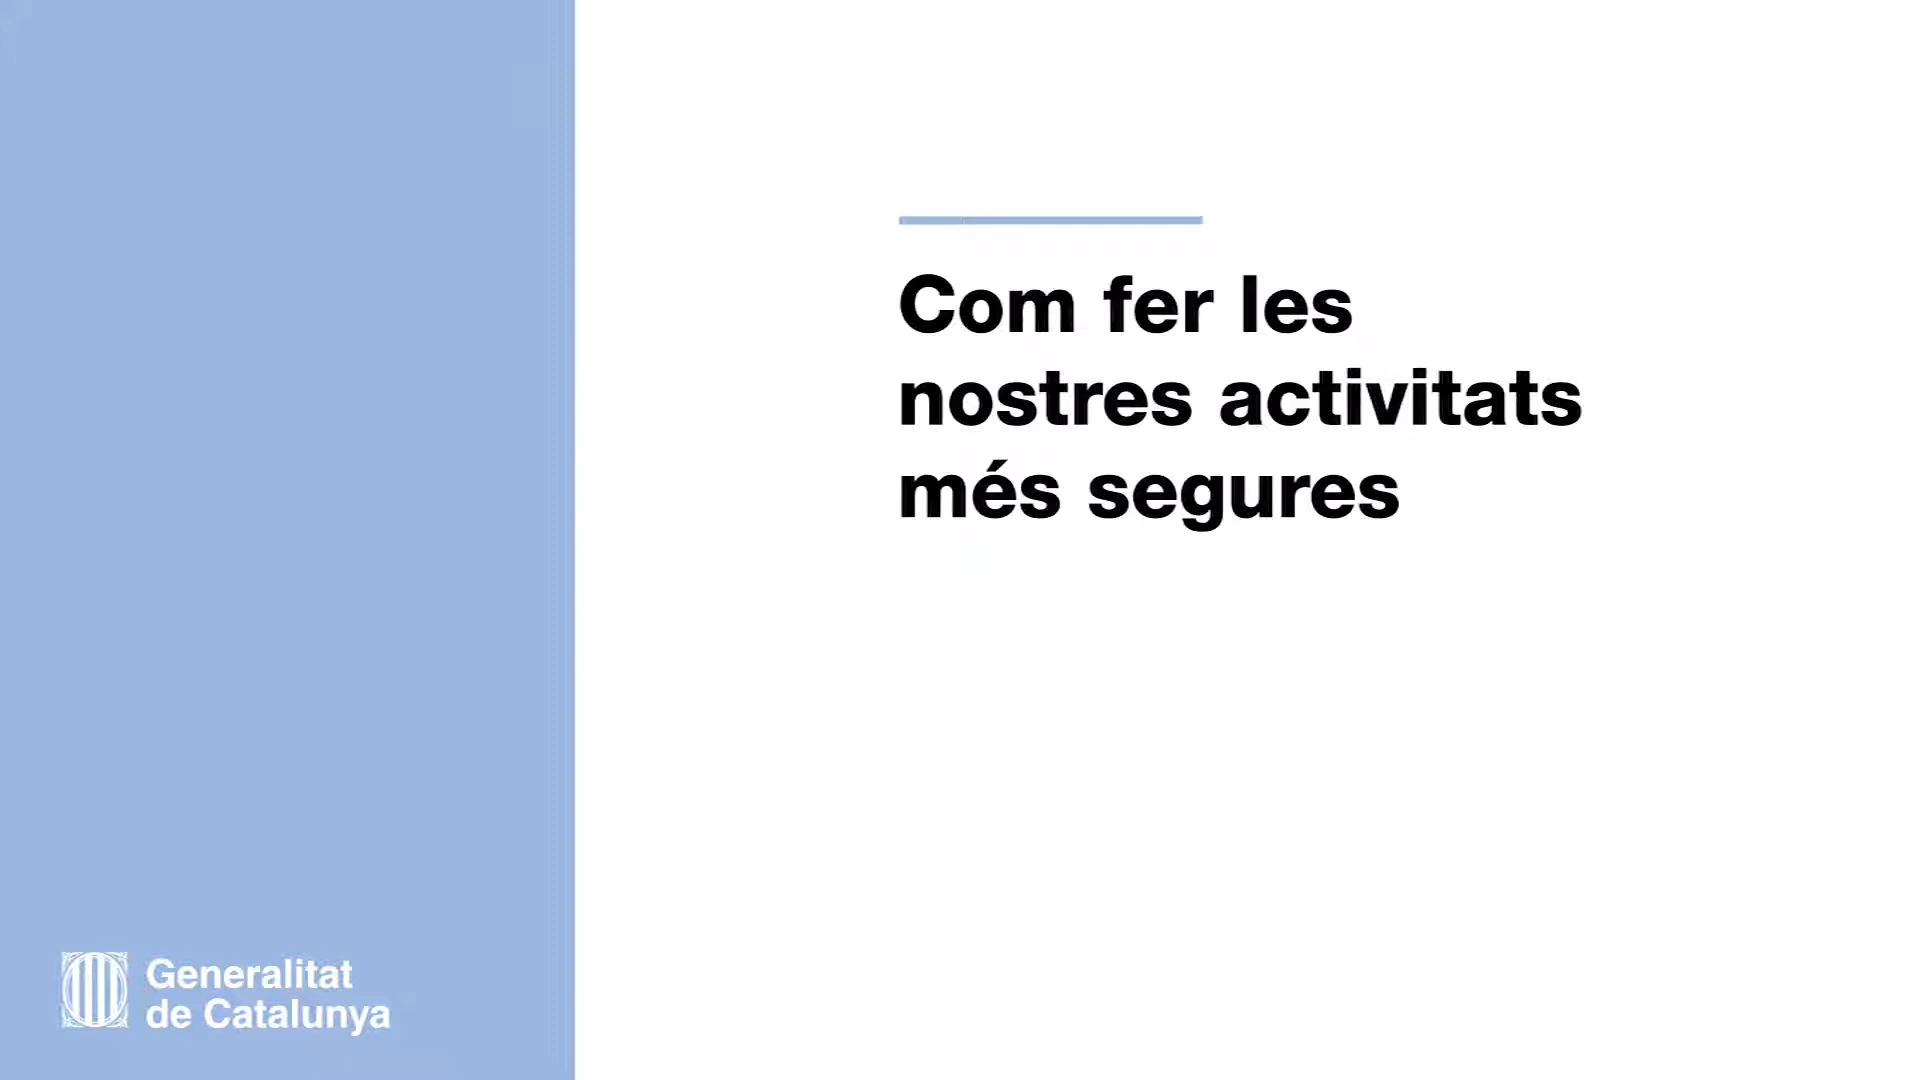 Com fer les
nostres activitats
més segures
Generalitat
de Catalunya